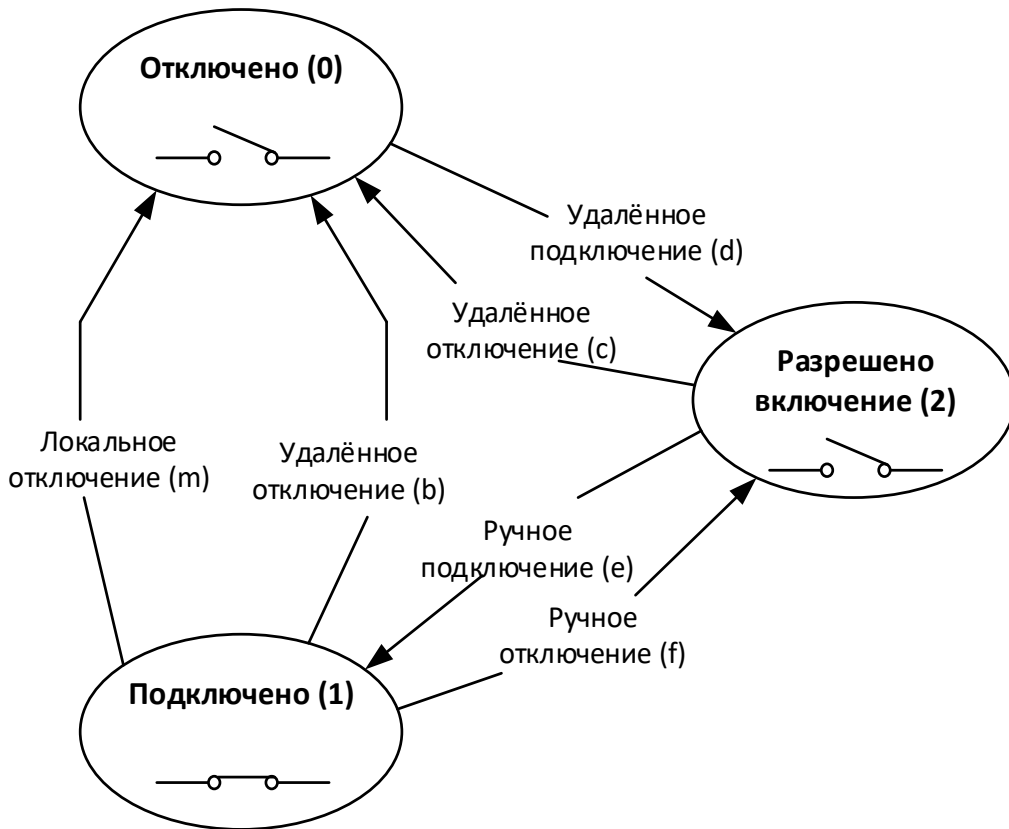 Отключено (0)
Удалённое
подключение (d)
Удалённое
отключение (c)
Разрешено
включение (2)
Локальное
отключение (m)
Удалённое
отключение (b)
Ручное
подключение (e)
Ручное
отключение (f)
Подключено (1)